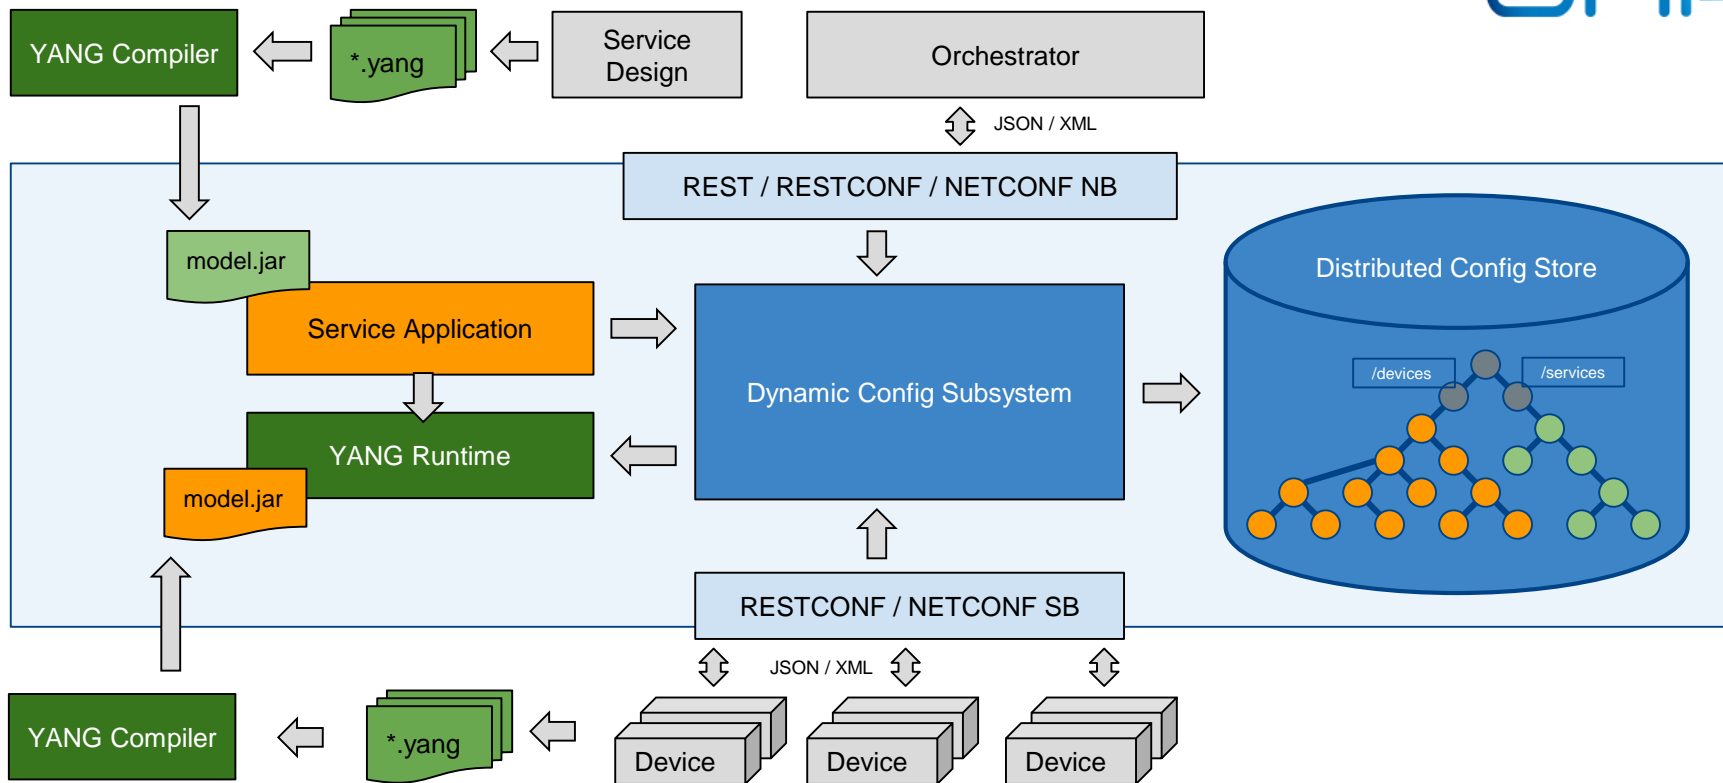 YANG Compiler
*.yang
Service
Design
Orchestrator
JSON / XML
REST / RESTCONF / NETCONF NB
model.jar
Service Application
Distributed Config Store
/devices
/services
Dynamic Config Subsystem
YANG Runtime
model.jar
RESTCONF / NETCONF SB
JSON / XML
YANG Compiler
*.yang
Device
Device
Device